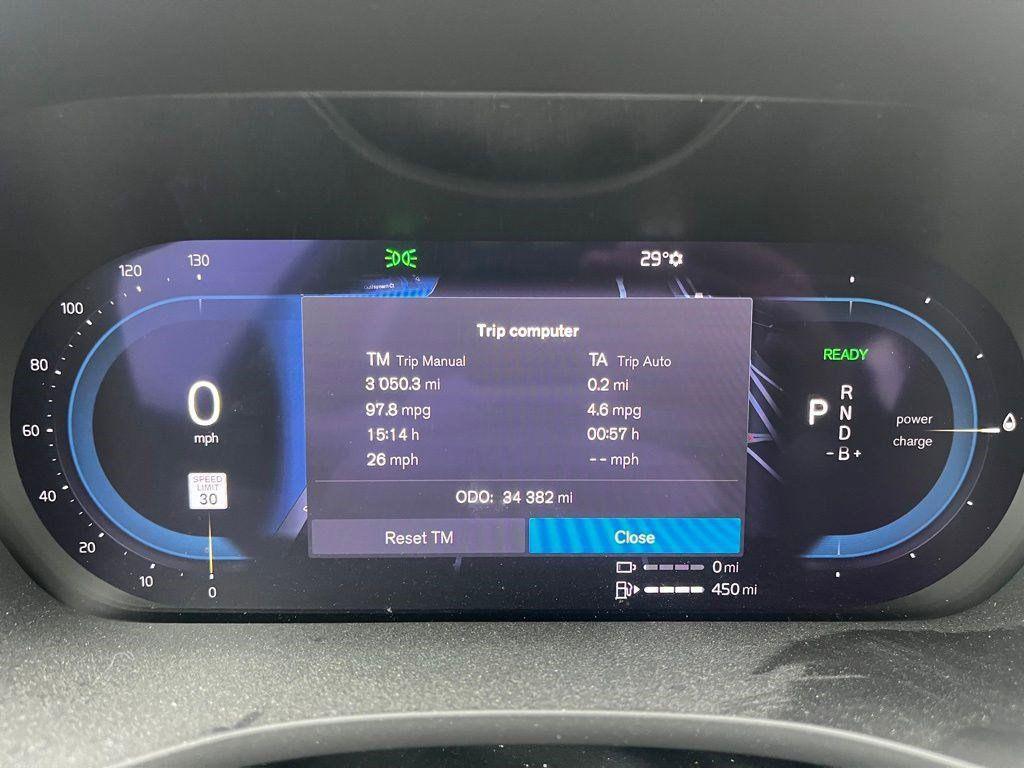 130
120
100
80
60
40
20
10
0
29°
0
mph
SPEED
LIMIT
30
Trip computer
TM Trip Manual
3 050.3 mi
97.8 mpg
15:14 h
26 mph
TA Trip Auto
0.2 mi
4.6 mpg
00:57 h
-- mph
ODO: 34 382 mi
Reset TM
Close
READY
P
R
N
D
-B+
power
charge
0 mi
450 mi